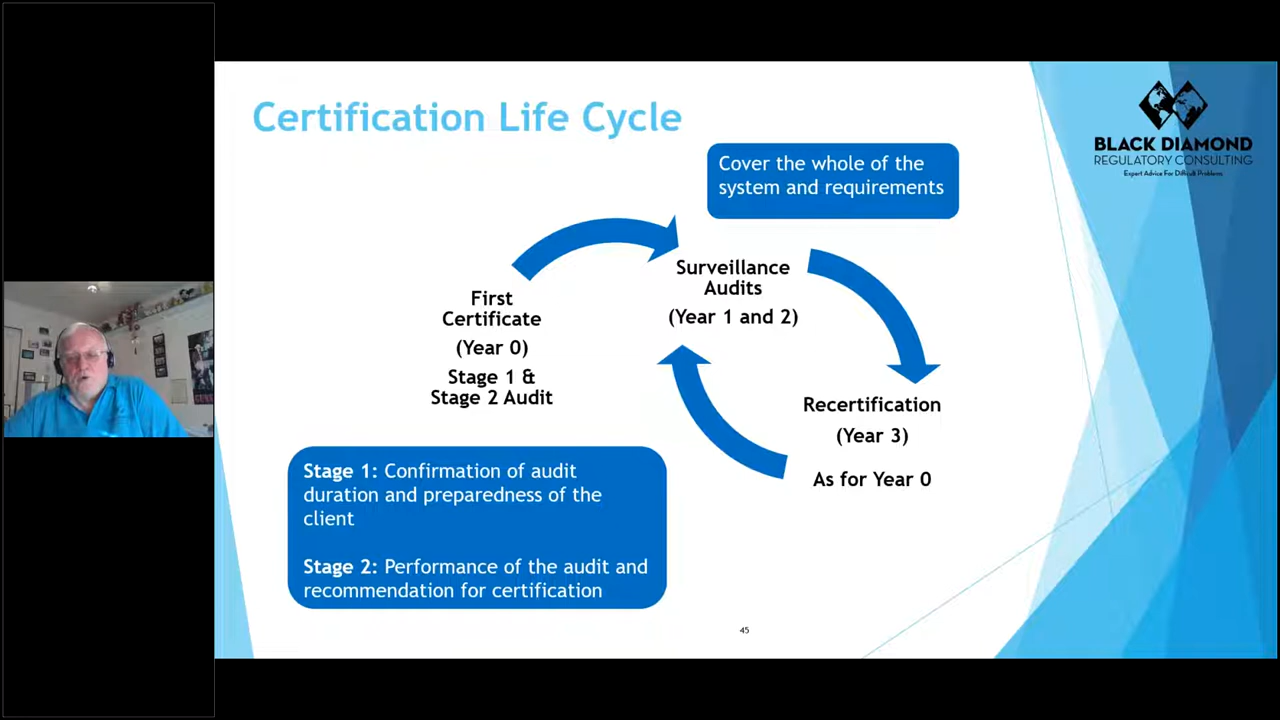 Certification Life Cycle
BLACK DIAMOND
REGULATORY CONSULTING
Expert Advice For Difficult Problems
Cover the whole of the
system and requirements
First
Certificate
(Year 0)
Stage 1 &
Stage 2 Audit
Surveillance
Audits
(Year 1 and 2)
Recertification
(Year 3)
As for Year 0
Stage 1: Confirmation of audit
duration and preparedness of the
client
Stage 2: Performance of the audit and
recommendation for certification
45